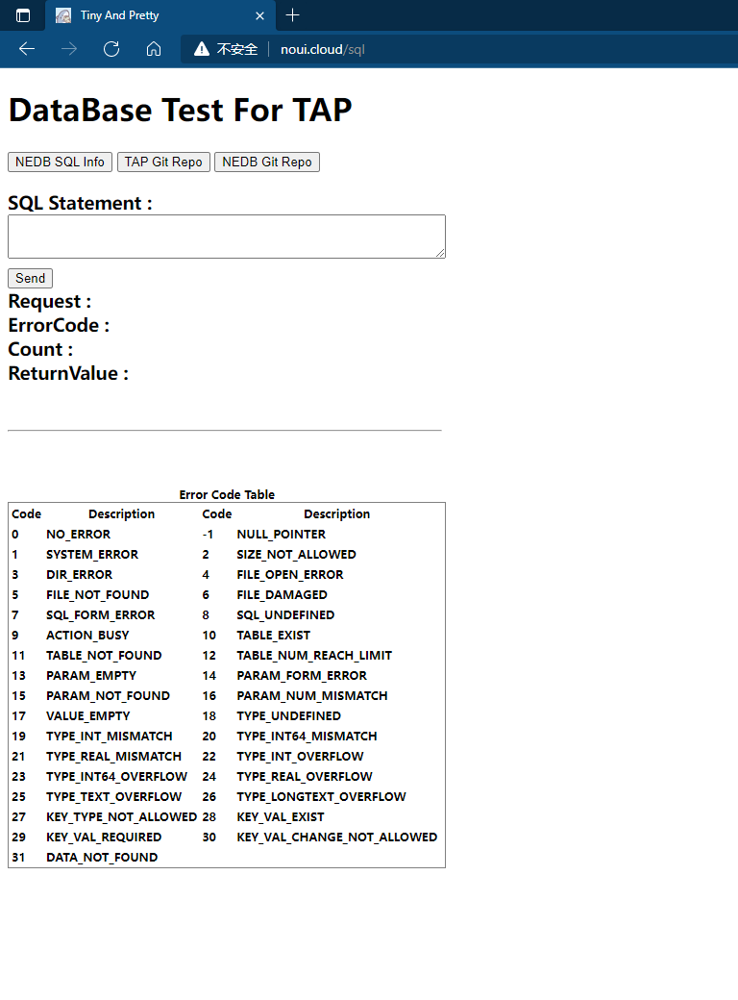 Tiny And Pretty
不安全 noui.cloud/sql
DataBase Test For TAP
NEDB SQL Info TAP Git Repo NEDB Git Repo
SQL Statement :
Send
Request :
ErrorCode :
Count :
ReturnValue :
Error Code Table
Code Description Code Description
0 NO_ERROR -1 NULL_POINTER
1 SYSTEM_ERROR 2 SIZE_NOT_ALLOWED
3 DIR_ERROR 4 FILE_OPEN_ERROR
5 FILE_NOT_FOUND 6 FILE_DAMAGED
7 SQL_FORM_ERROR 8 SQL_UNDEFINED
9 ACTION_BUSY 10 TABLE_EXIST
11 TABLE_NOT_FOUND 12 TABLE_NUM_REACH_LIMIT
13 PARAM_EMPTY 14 PARAM_FORM_ERROR
15 PARAM_NOT_FOUND 16 PARAM_NUM_MISMATCH
17 VALUE_EMPTY 18 TYPE_UNDEFINED
19 TYPE_INT_MISMATCH 20 TYPE_INT64_MISMATCH
21 TYPE_REAL_MISMATCH 22 TYPE_INT_OVERFLOW
23 TYPE_INT64_OVERFLOW 24 TYPE_REAL_OVERFLOW
25 TYPE_TEXT_OVERFLOW 26 TYPE_LONGTEXT_OVERFLOW
27 KEY_TYPE_NOT_ALLOWED 28 KEY_VAL_EXIST
29 KEY_VAL_REQUIRED 30 KEY_VAL_CHANGE_NOT_ALLOWED
31 DATA_NOT_FOUND